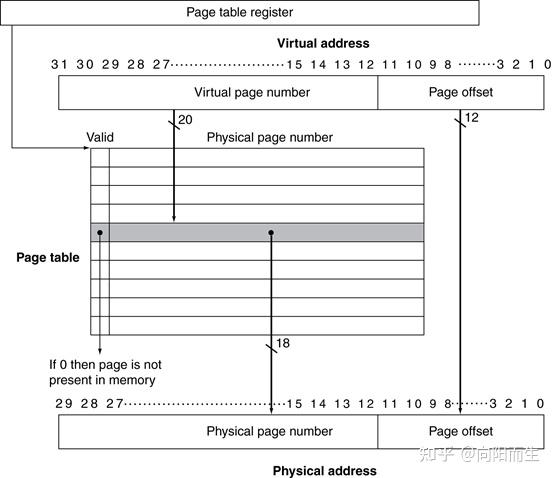 Page table register
Virtual address
31 30 29 28 27 ·················· 15 14 13 12 11 10 9 8 ······· 3 2 1 0
Virtual page number Page offset
20 12
Valid Physical page number
Page table
18
If 0 then page is not
present in memory
29 28 27 ·················· 15 14 13 12 11 10 9 8 ······· 3 2 1 0
Physical page number Page offset
Physical address
知乎 @向阳而生